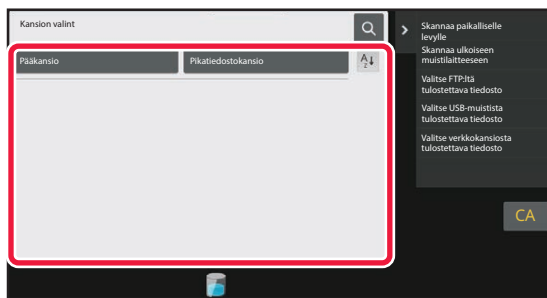 Kansion valint
Pääkansio
Pikatiedostokansio
A
z
Skannaa paikalliselle
levylle
Skannaa ulkoiseen
muistilaitteeseen
Valitse FTP:ltä
tulostettava tiedosto
Valitse USB-muistista
tulostettava tiedosto
Valitse verkkokansiosta
tulostettava tiedosto
CA